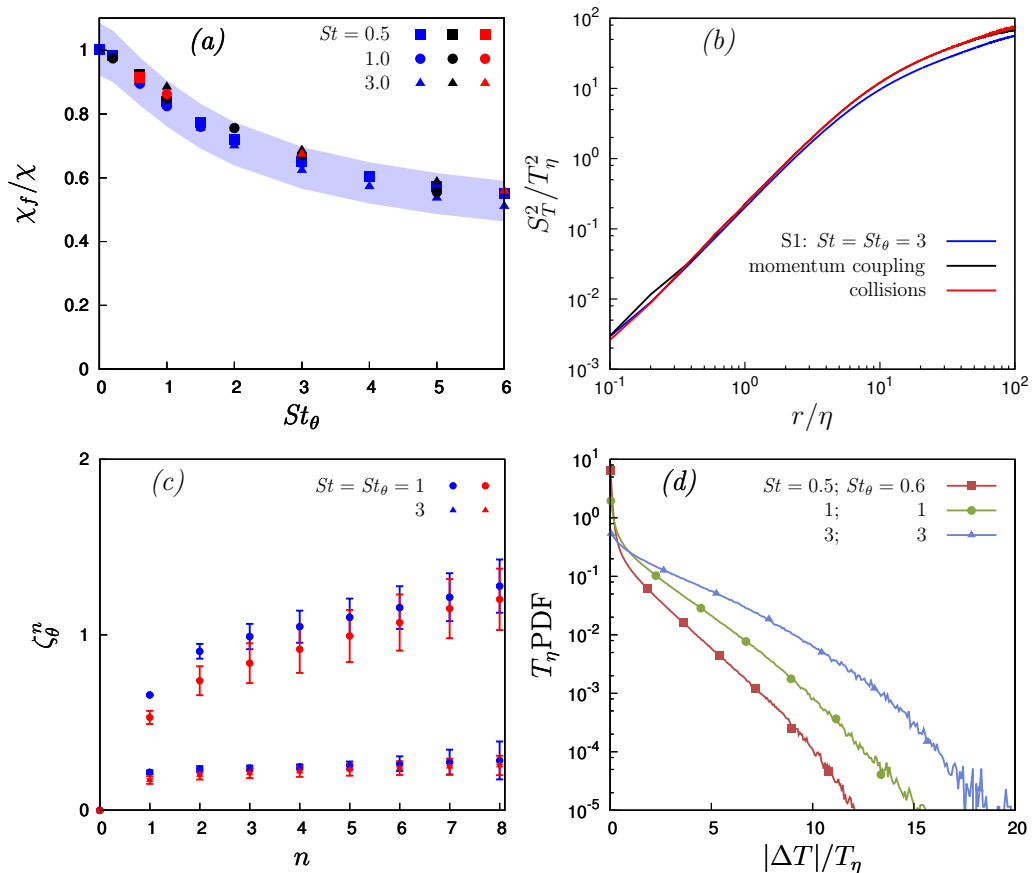 (a)
St = 0.5
1.0
3.0
1
0.8
0.6
0.4
0.2
0
χ_f/χ
0 1 2 3 4 5 6
St_θ
(b)
10^2
10^1
10^0
10^-1
10^-2
10^-3
S_T^2/T_η^2
S1: St = St_θ = 3
momentum coupling
collisions
10^-1 10^0 10^1 10^2
r/η
(c)
St = St_θ = 1
3
2
1
0
ζ_θ^n
0 1 2 3 4 5 6 7 8
n
(d)
St = 0.5; St_θ = 0.6
1; 1
3; 3
10^1
10^0
10^-1
10^-2
10^-3
10^-4
10^-5
T_η PDF
0 5 10 15 20
|ΔT|/T_η